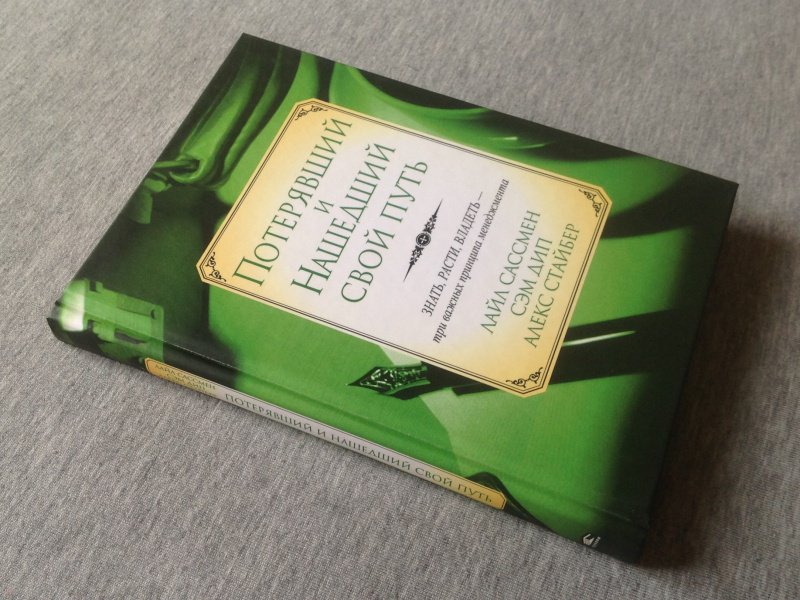 ПОТЕРЯВШИЙ
И
НАШЕДШИЙ
СВОЙ ПУТЬ
ЗНАТЬ, РАСТИ, ВЛАДЕТЬ —
три важных принципа менеджмента
ЛАЙЛ САССМЕН
СЭМ ДИП
АЛЕКС СТАЙБЕР
ЛАЙЛ САССМЕН
ПОТЕРЯВШИЙ И НАШЕДШИЙ СВОЙ ПУТЬ